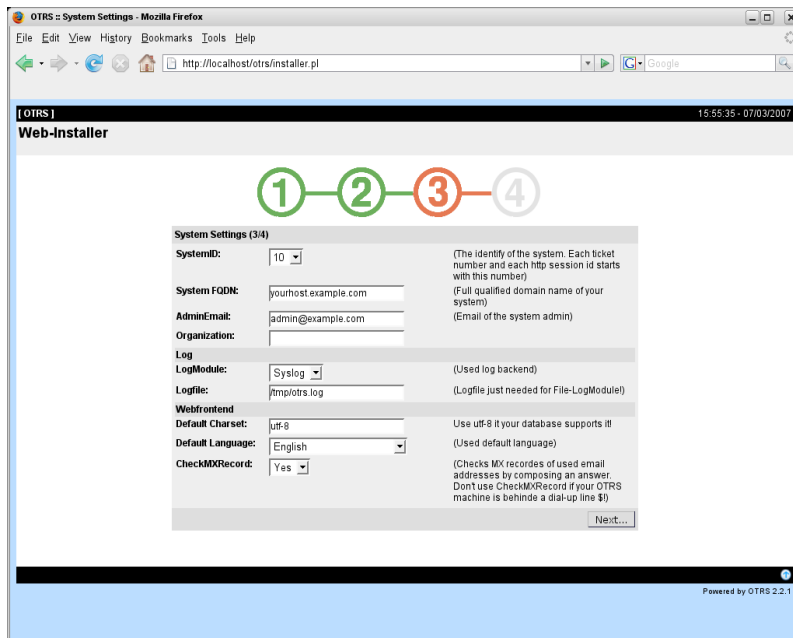 OTRS :: System Settings - Mozilla Firefox
File Edit View History Bookmarks Tools Help
http://localhost/otrs/installer.pl
G Google
[ OTRS ] 15:55:35 - 07/03/2007
Web-Installer
1 2 3 4
System Settings (3/4)
SystemID: 10 (The identify of the system. Each ticket
number and each http session id starts
with this number)
System FQDN: yourhost.example.com (Full qualified domain name of your
system)
AdminEmail: admin@example.com (Email of the system admin)
Organization:
Log
LogModule: Syslog (Used log backend)
Logfile: /tmp/otrs.log (Logfile just needed for File-LogModule!)
Webfrontend
Default Charset: utf-8 Use utf-8 it your database supports it!
Default Language: English (Used default language)
CheckMXRecord: Yes (Checks MX recordes of used email
addresses by composing an answer.
Don't use CheckMXRecord if your OTRS
machine is behinde a dial-up line $!)
Next...
Powered by OTRS 2.2.1